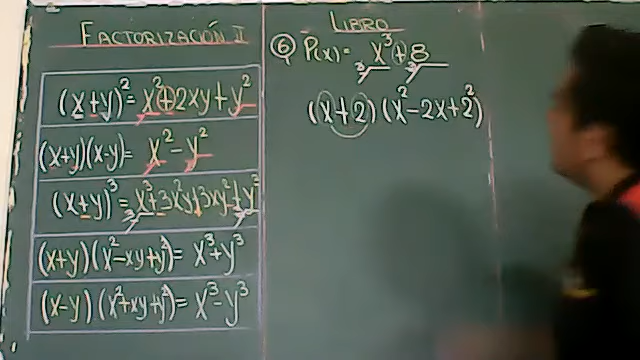 FACTORIZACIÓN II
(x+y)² = x²+2xy+y²
(x+y)(x-y) = x²-y²
(x+y)³ = x³+3x²y+3xy²+y³
(x+y)(x²-xy+y²) = x³+y³
(x-y)(x²+xy+y²) = x³-y³
LIBRO
⑥ P(x) = x³+8
(x+2)(x²-2x+2²)